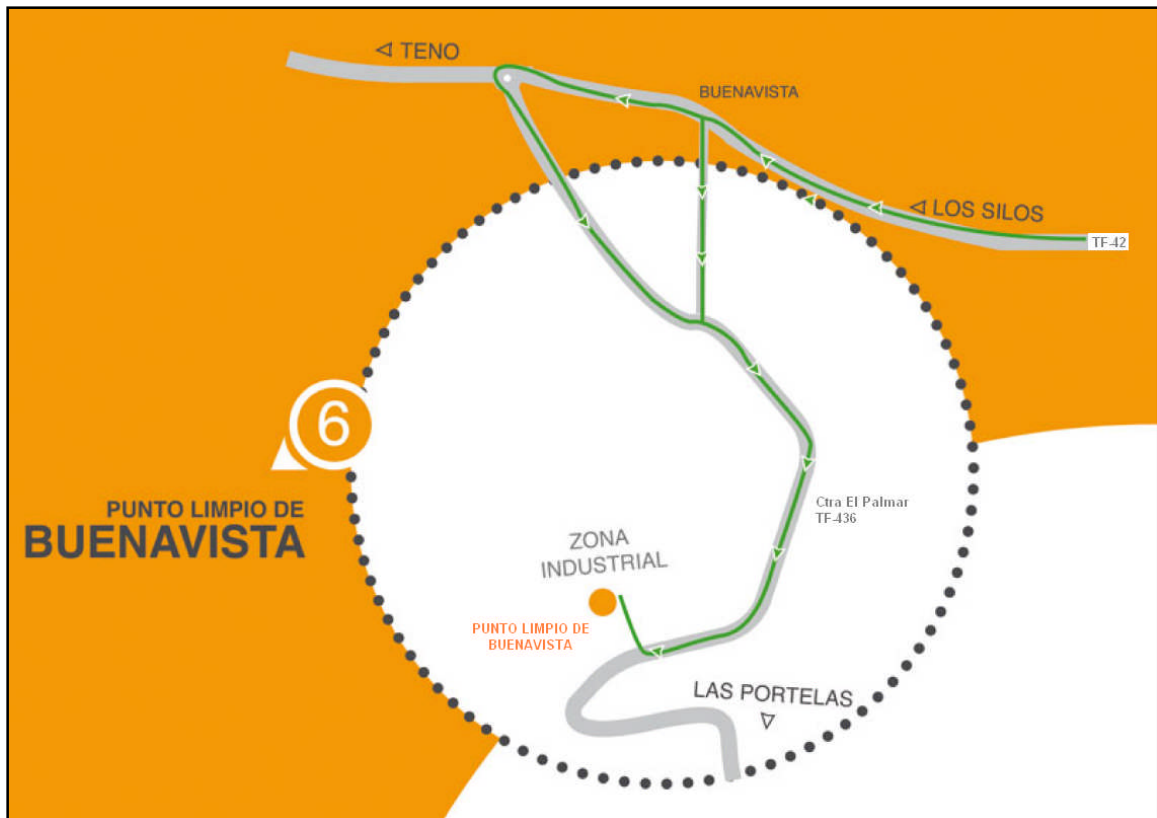 TENO
BUENAVISTA
LOS SILOS
TF-42
6
PUNTO LIMPIO DE
BUENAVISTA
Ctra El Palmar
TF-436
ZONA
INDUSTRIAL
PUNTO LIMPIO DE
BUENAVISTA
LAS PORTELAS